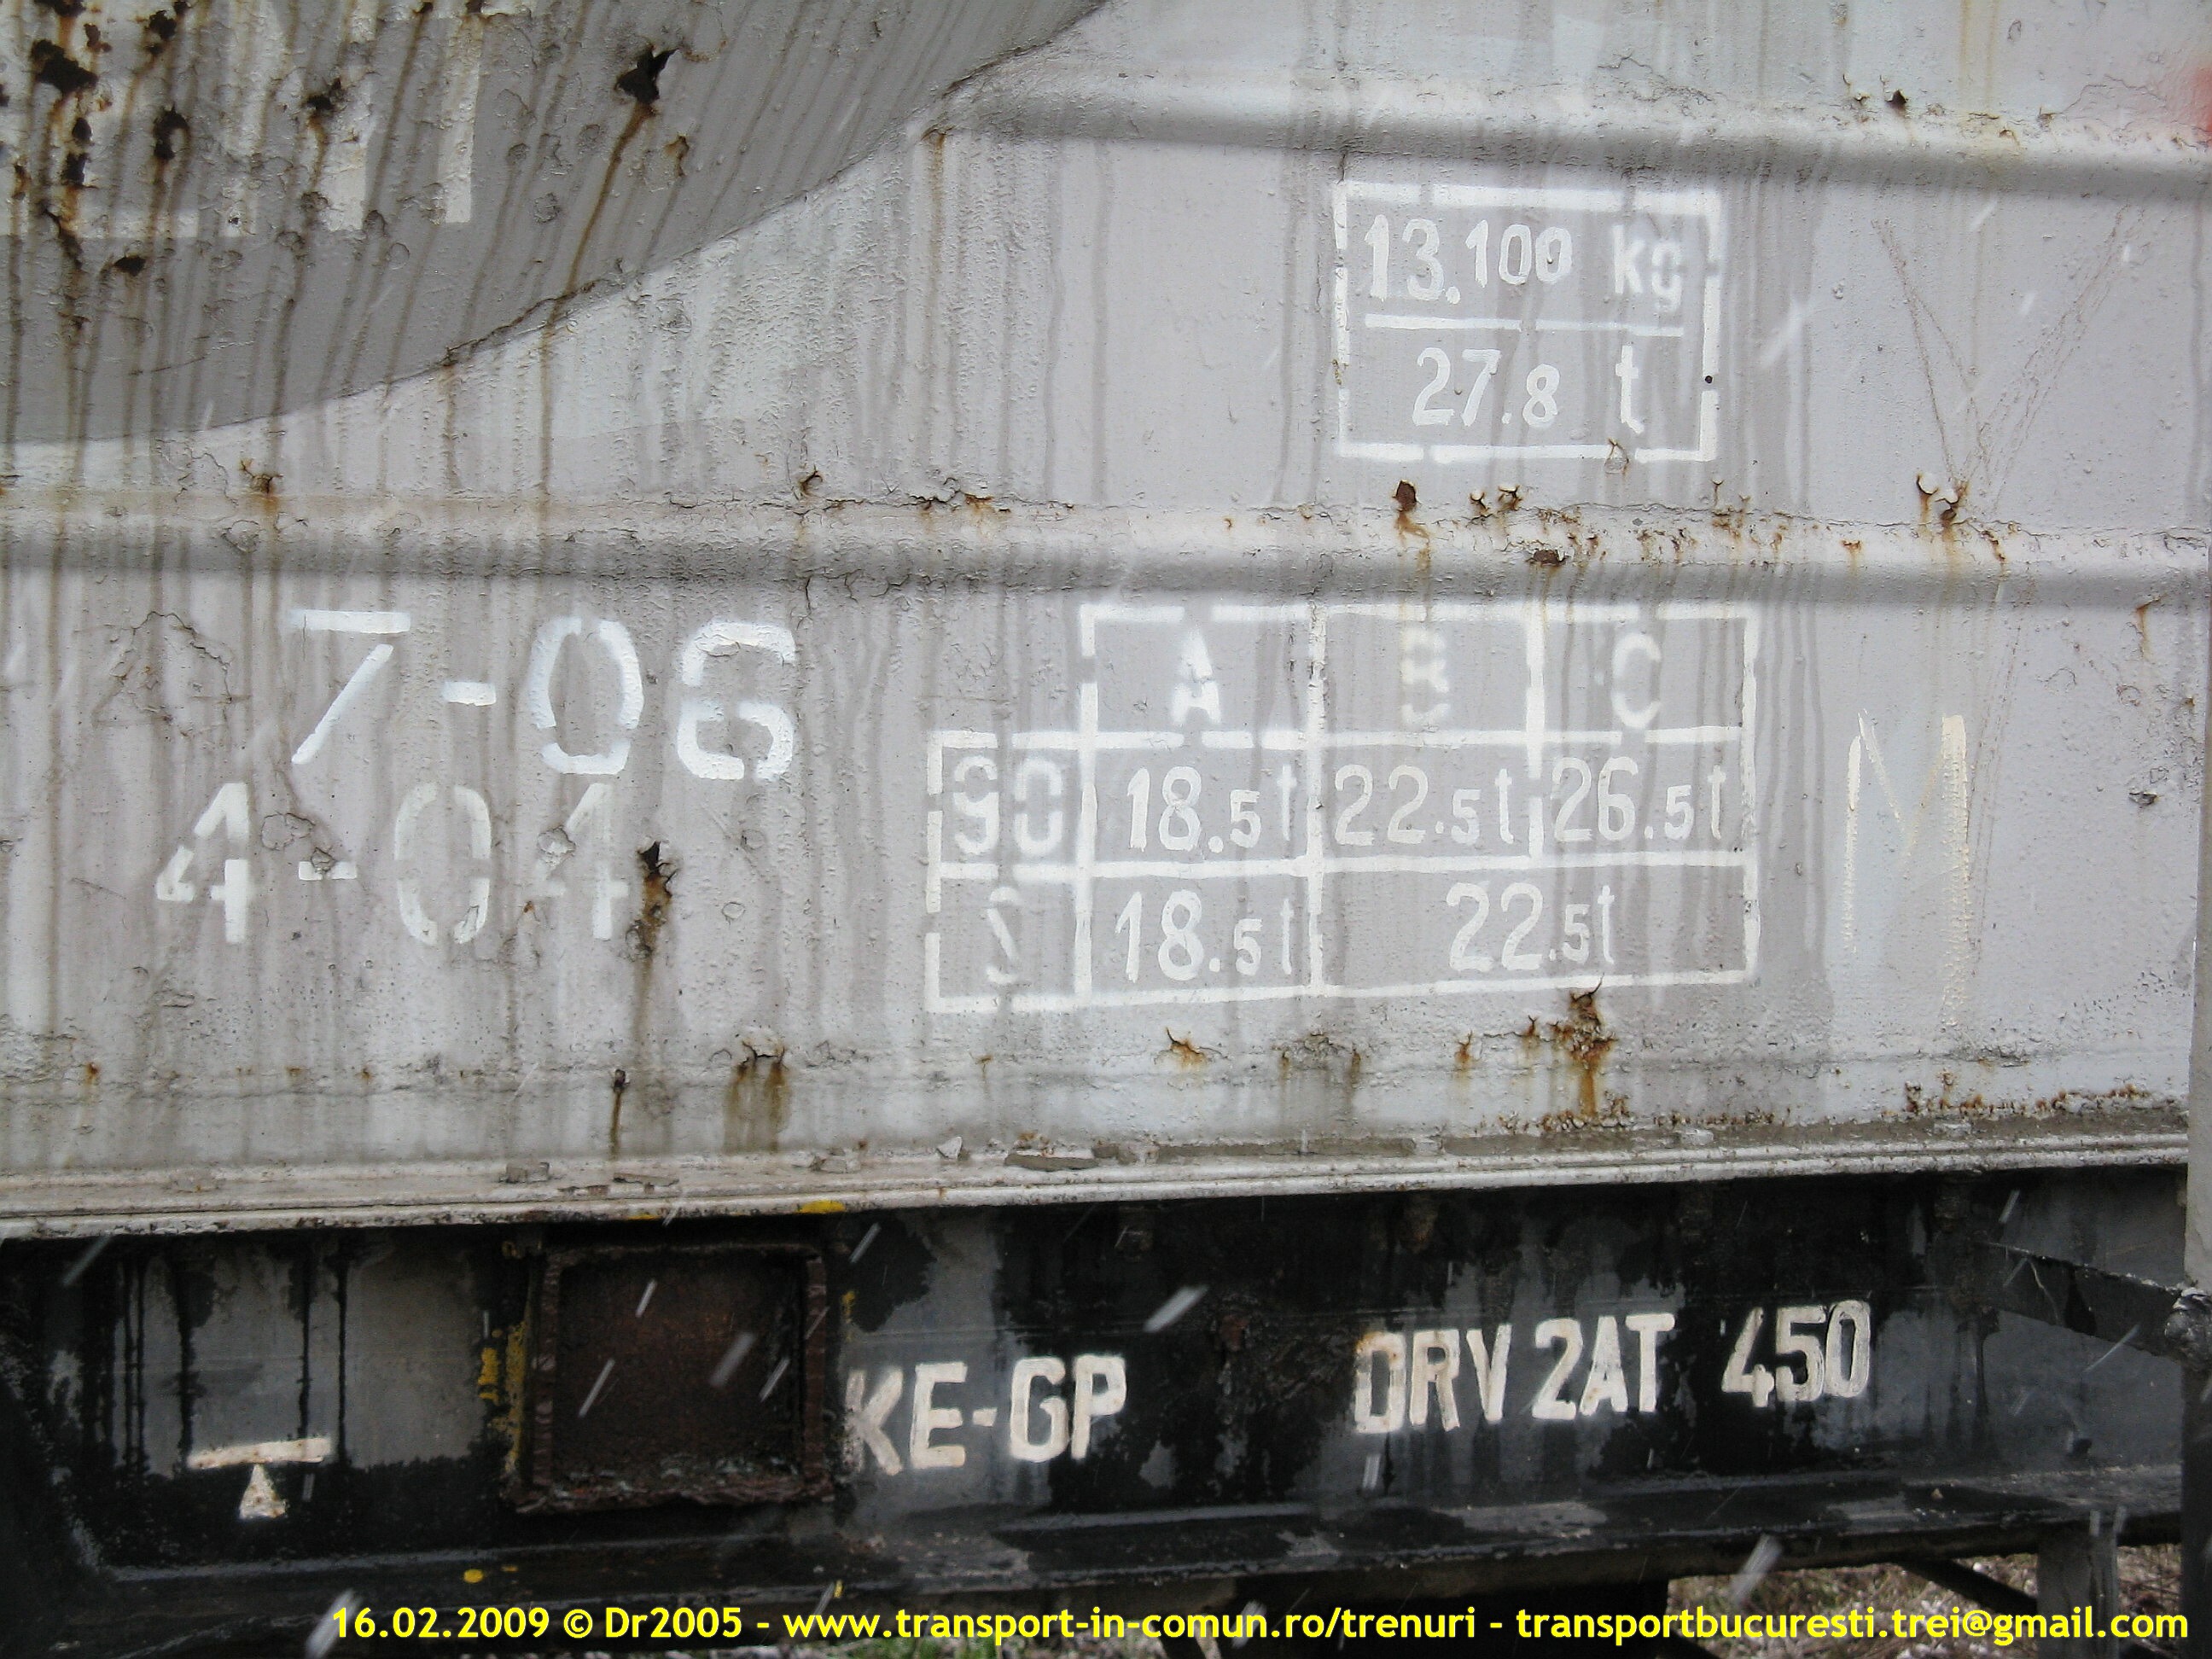 13.100 kg
27.8 t
7-06
4-04
A B C
90 18.5t 22.5t 26.5t
S 18.5t 22.5t
M
KE-GP DRV 2AT 450
16.02.2009 © Dr2005 - www.transport-in-comun.ro/trenuri - transportbucuresti.trei@gmail.com